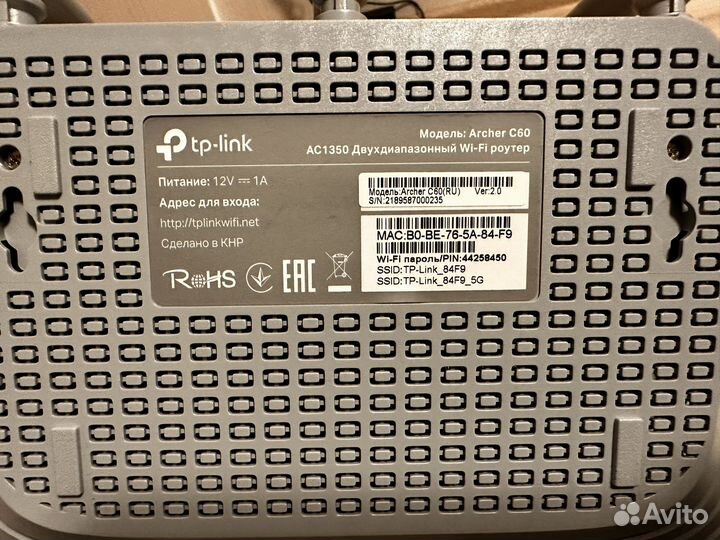 tp-link
Модель: Archer C60
AC1350 Двухдиапазонный Wi-Fi роутер
Питание: 12V ⎓ 1A
Адрес для входа:
http://tplinkwifi.net
Сделано в КНР
RoHS
EAC
Модель:Archer C60(RU) Ver:2.0
S/N:2189587000235
MAC:B0-BE-76-5A-84-F9
Wi-Fi пароль/PIN:44258450
SSID:TP-Link_84F9
SSID:TP-Link_84F9_5G
Avito